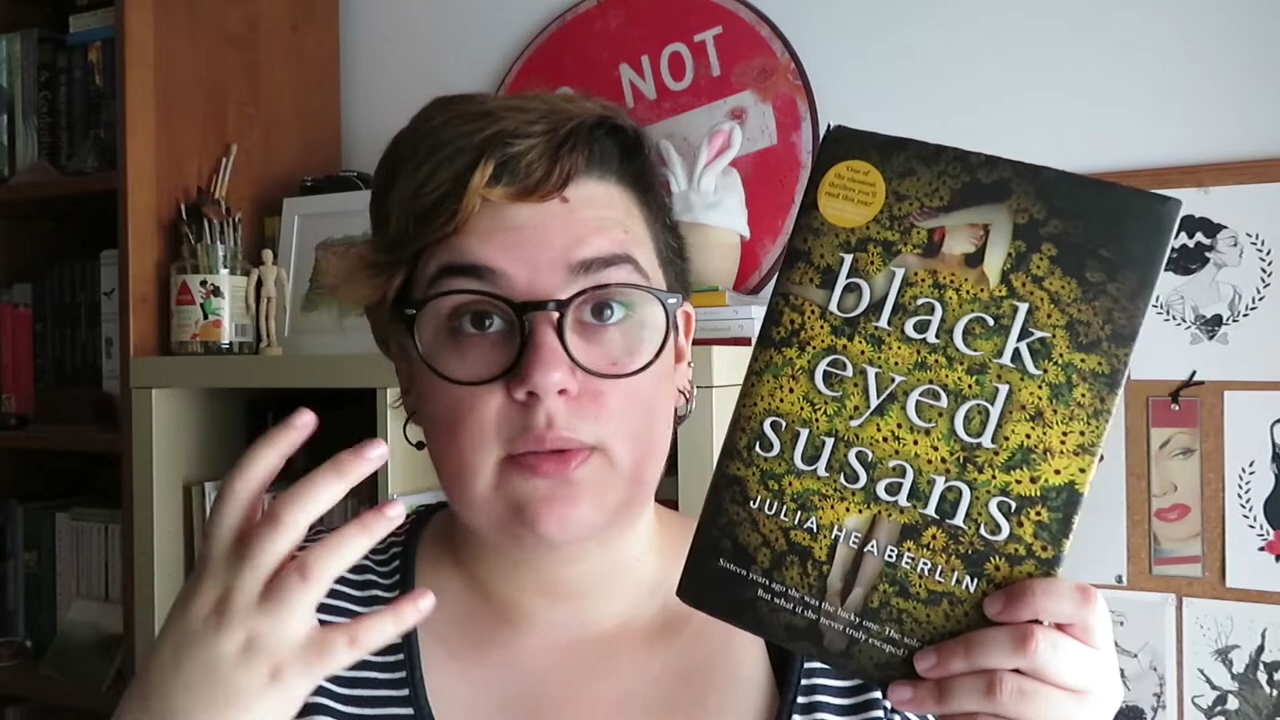 NOT
'One of
the classiest
thrillers you'll
read this year'
black
eyed
susans
JULIA HEABERLIN
Sixteen years ago she was the lucky one. The sole
But what if she never truly escaped?